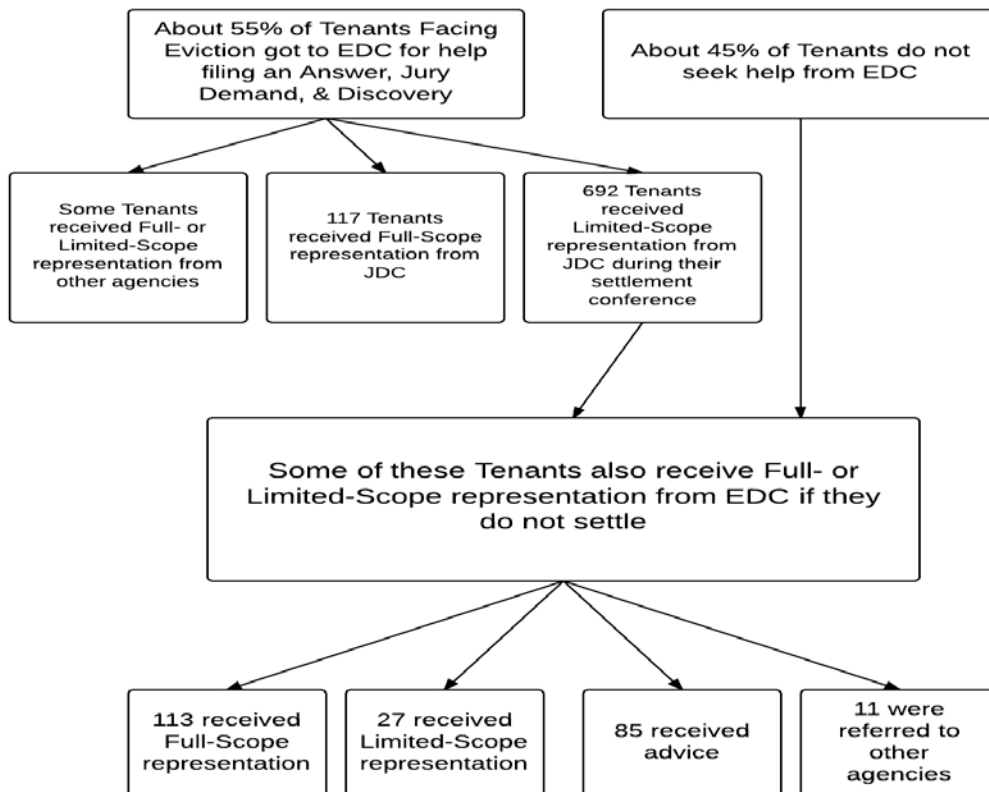 About 55% of Tenants
Facing
Eviction got to EDC for help
filing an Answer, Jury
Demand, & Discovery
About 45% of Tenants do not
seek help from EDC
Some Tenants
received Full- or
Limited-Scope
representation from
other agencies
117 Tenants
received Full-Scope
representation from
JDC
692 Tenants
received
Limited-Scope
representation from
JDC during their
settlement
conference
Some of these Tenants also receive Full- or
Limited-Scope representation from EDC if they
do not settle
113 received
Full-Scope
representation
27 received
Limited-Scope
representation
85 received
advice
11 were
referred to
other
agencies